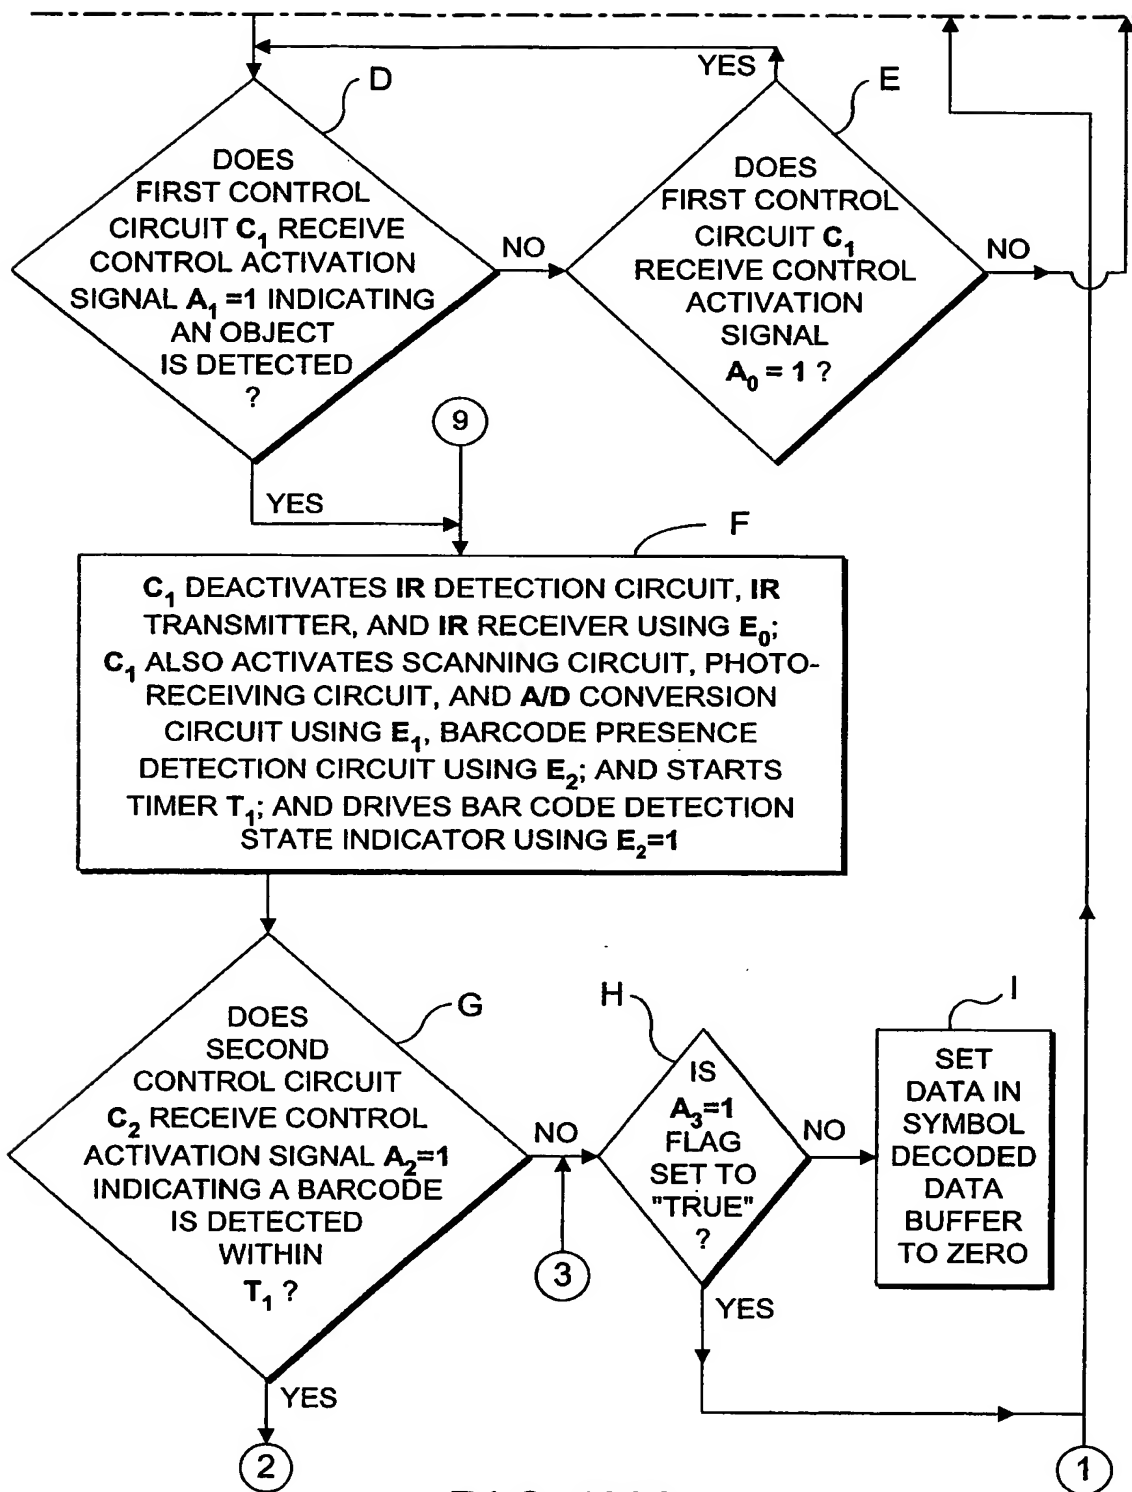 YES
D
E
DOES
FIRST CONTROL
CIRCUIT C1 RECEIVE
CONTROL ACTIVATION
SIGNAL A1 =1 INDICATING
AN OBJECT
IS DETECTED
?
NO
DOES
FIRST CONTROL
CIRCUIT C1
RECEIVE CONTROL
ACTIVATION
SIGNAL
A0 = 1 ?
NO
9
YES
F
C1 DEACTIVATES IR DETECTION CIRCUIT, IR
TRANSMITTER, AND IR RECEIVER USING E0;
C1 ALSO ACTIVATES SCANNING CIRCUIT, PHOTO-
RECEIVING CIRCUIT, AND A/D CONVERSION
CIRCUIT USING E1, BARCODE PRESENCE
DETECTION CIRCUIT USING E2; AND STARTS
TIMER T1; AND DRIVES BAR CODE DETECTION
STATE INDICATOR USING E2=1
G
DOES
SECOND
CONTROL CIRCUIT
C2 RECEIVE CONTROL
ACTIVATION SIGNAL A2=1
INDICATING A BARCODE
IS DETECTED
WITHIN
T1 ?
NO
3
H
IS
A3=1
FLAG
SET TO
"TRUE"
?
NO
I
SET
DATA IN
SYMBOL
DECODED
DATA
BUFFER
TO ZERO
YES
YES
2
1